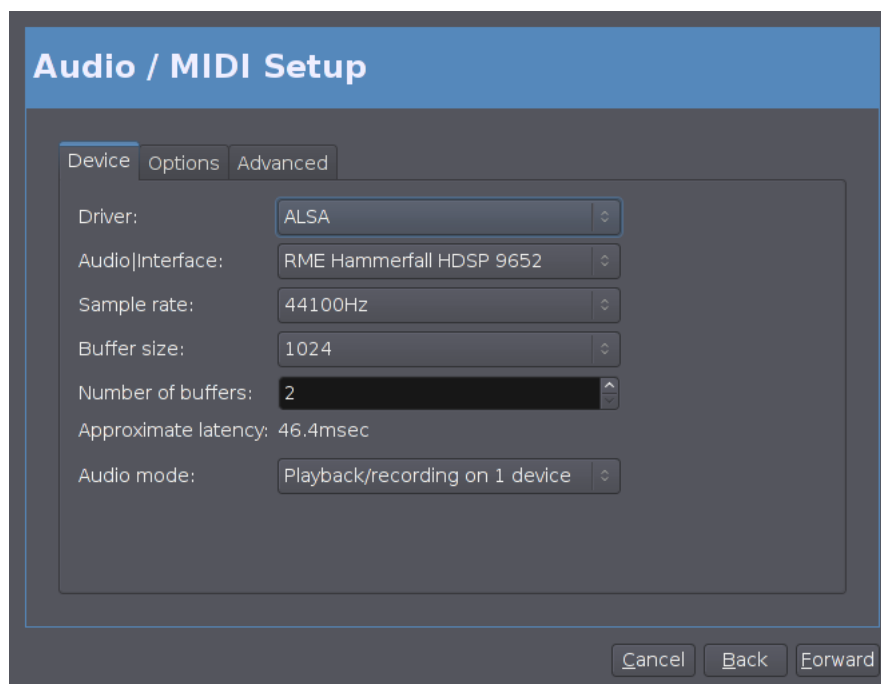 Audio / MIDI Setup
Device Options Advanced
Driver: ALSA
Audio|Interface: RME Hammerfall HDSP 9652
Sample rate: 44100Hz
Buffer size: 1024
Number of buffers: 2
Approximate latency: 46.4msec
Audio mode: Playback/recording on 1 device
Cancel Back Forward